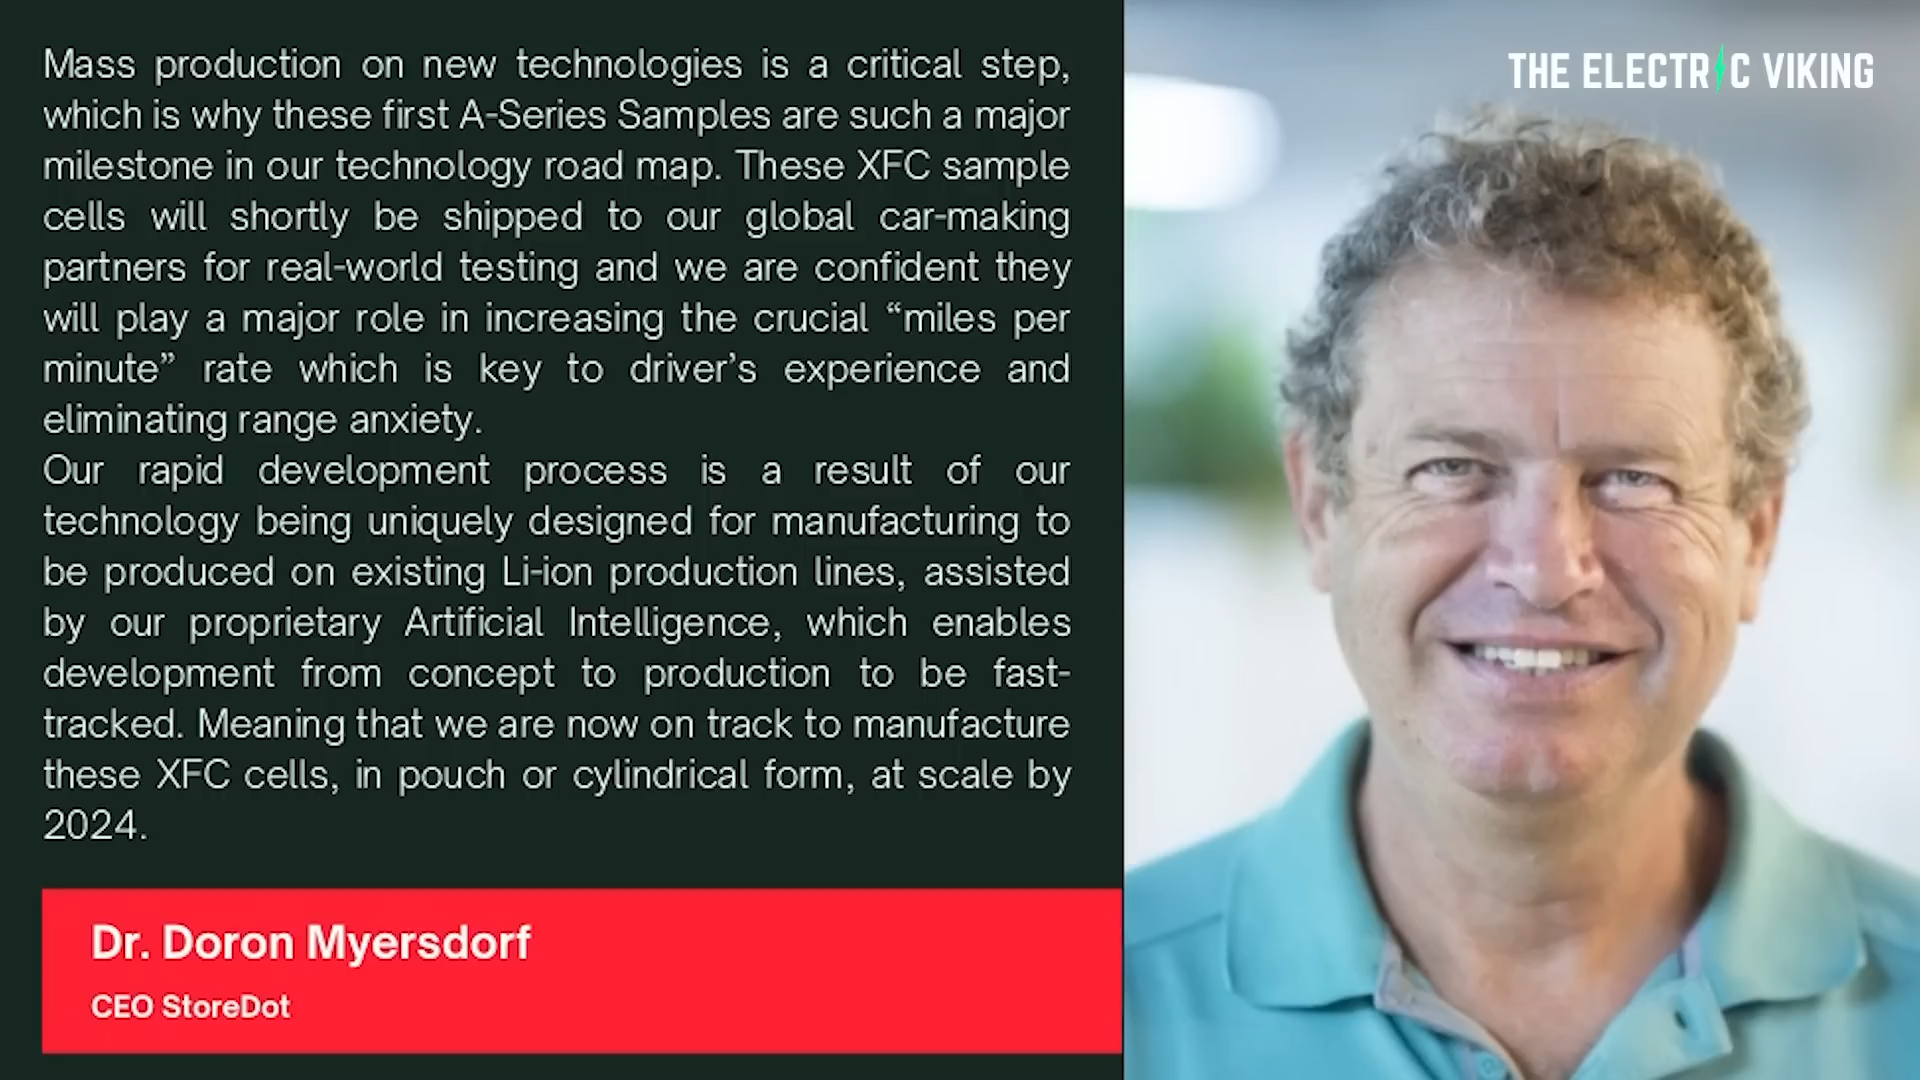 Mass production on new technologies is a critical step,
which is why these first A-Series Samples are such a major
milestone in our technology road map. These XFC sample
cells will shortly be shipped to our global car-making
partners for real-world testing and we are confident they
will play a major role in increasing the crucial “miles per
minute” rate which is key to driver’s experience and
eliminating range anxiety.
Our rapid development process is a result of our
technology being uniquely designed for manufacturing to
be produced on existing Li-ion production lines, assisted
by our proprietary Artificial Intelligence, which enables
development from concept to production to be fast-
tracked. Meaning that we are now on track to manufacture
these XFC cells, in pouch or cylindrical form, at scale by
2024.
Dr. Doron Myersdorf
CEO StoreDot
THE ELECTRIC VIKING